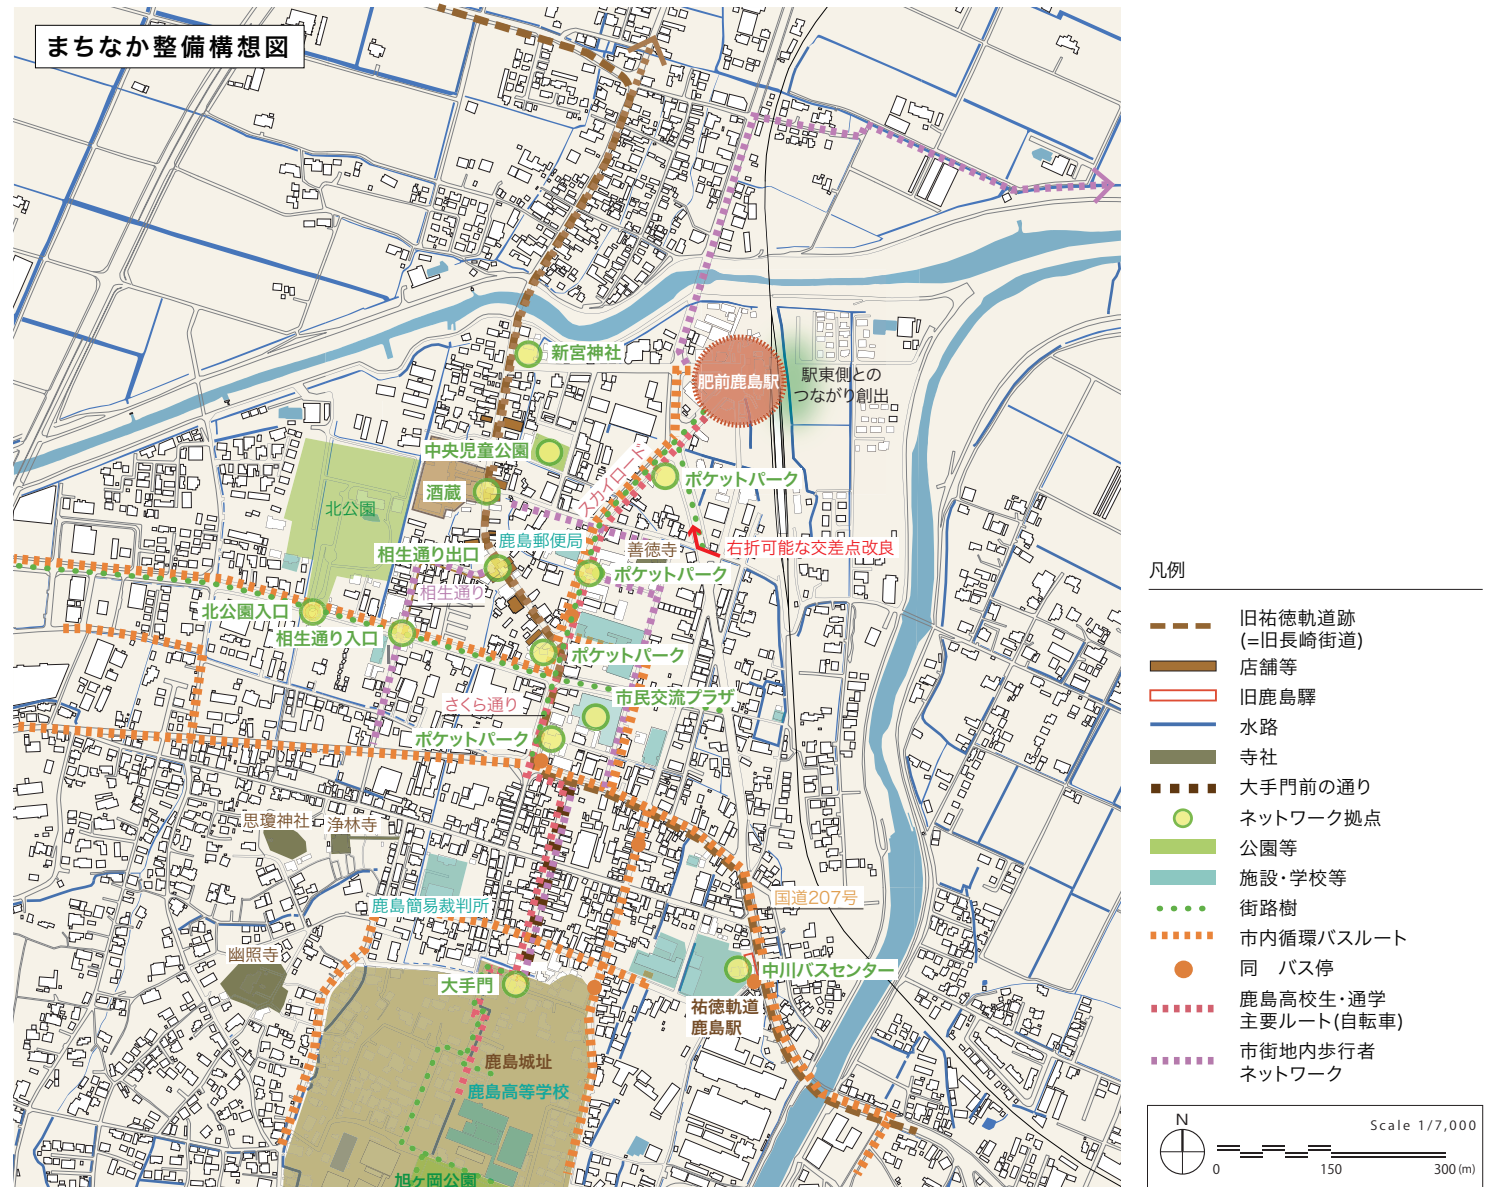 まちなか整備構想図
新宮神社
肥前鹿島駅
駅東側との
つながり創出
中央児童公園
スカイロード
ポケットパーク
酒蔵
北公園
鹿島郵便局
善徳寺
右折可能な交差点改良
相生通り出口
ポケットパーク
相生通り
北公園入口
相生通り入口
ポケットパーク
市民交流プラザ
さくら通り
ポケットパーク
思瓊神社
浄林寺
国道207号
鹿島簡易裁判所
幽照寺
大手門
中川バスセンター
祐徳軌道
鹿島駅
鹿島城址
鹿島高等学校
旭ヶ岡公園
凡例
旧祐徳軌道跡
(=旧長崎街道)
店舗等
旧鹿島驛
水路
寺社
大手門前の通り
ネットワーク拠点
公園等
施設・学校等
街路樹
市内循環バスルート
同　バス停
鹿島高校生・通学
主要ルート(自転車)
市街地内歩行者
ネットワーク
N
Scale 1/7,000
0 150 300 (m)